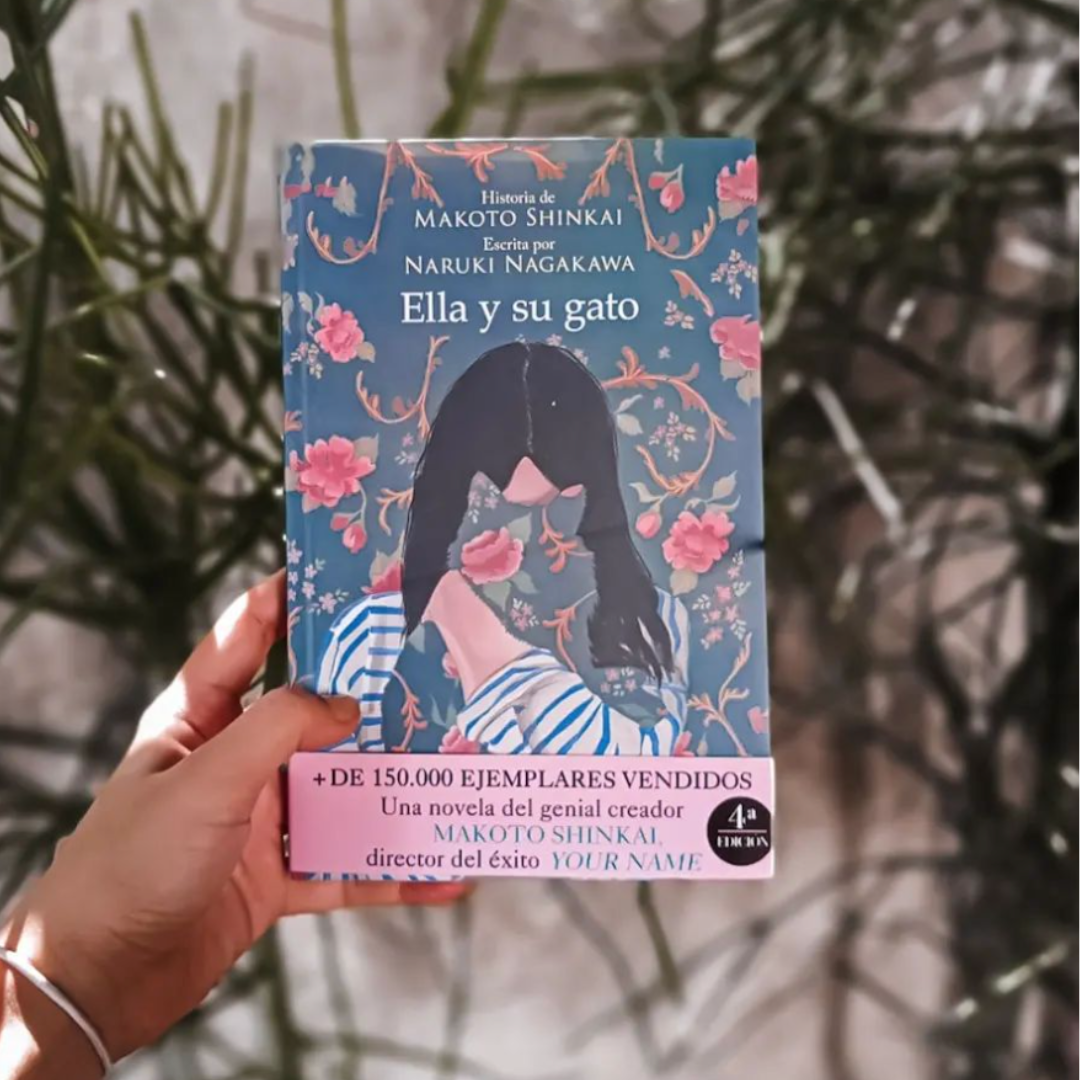 Historia de
MAKOTO SHINKAI
Escrita por
NARUKI NAGAKAWA
Ella y su gato
+ DE 150.000 EJEMPLARES VENDIDOS
Una novela del genial creador
MAKOTO SHINKAI,
director del éxito YOUR NAME
4ª
EDICIÓN